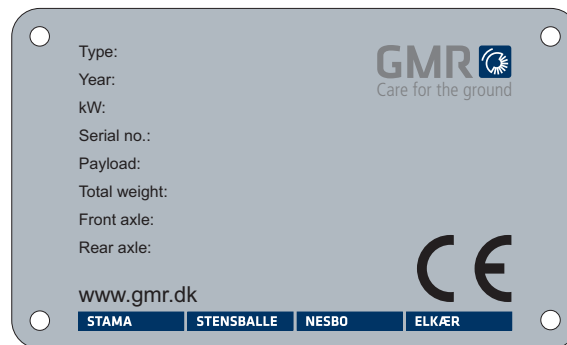 Type:
GMR
Year:
Care for the ground
kW:
Serial no.:
Payload:
Total weight:
Front axle:
Rear axle:
CE
www.gmr.dk
STAMA STENSBALLE NESBO ELKÆR